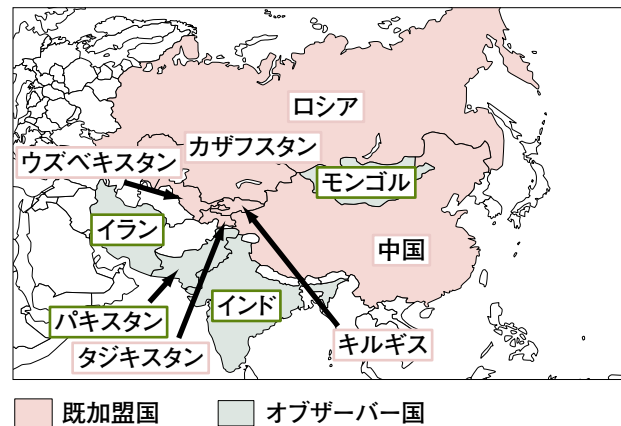 ロシア
カザフスタン
ウズベキスタン
モンゴル
イラン
中国
インド
パキスタン
タジキスタン
キルギス
既加盟国
オブザーバー国